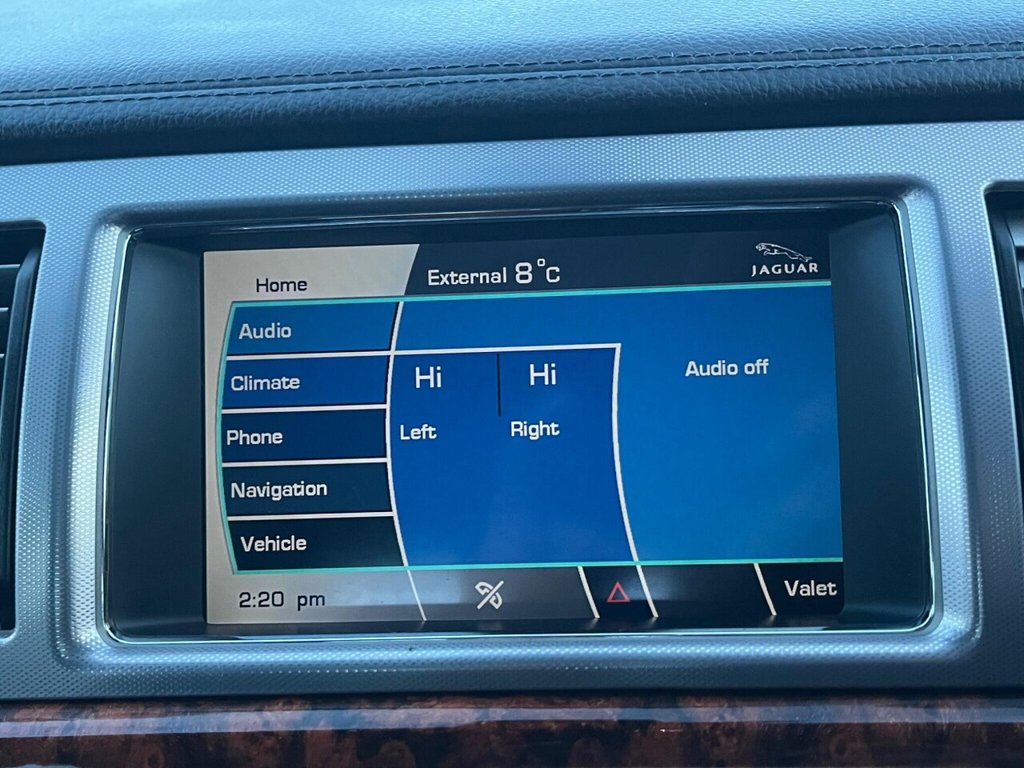 Home
External 8°C
JAGUAR
Audio
Climate
Phone
Navigation
Vehicle
Hi
Hi
Left
Right
Audio off
2:20 pm
Valet